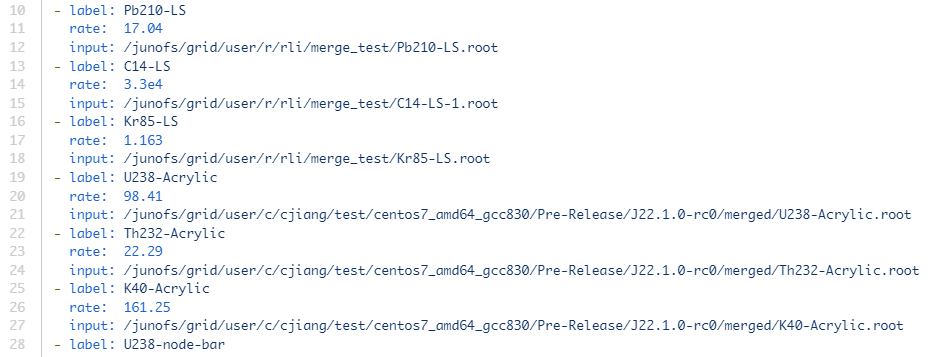 10 - label: Pb210-LS
11 rate: 17.04
12 input: /junofs/grid/user/r/rli/merge_test/Pb210-LS.root
13 - label: C14-LS
14 rate: 3.3e4
15 input: /junofs/grid/user/r/rli/merge_test/C14-LS-1.root
16 - label: Kr85-LS
17 rate: 1.163
18 input: /junofs/grid/user/r/rli/merge_test/Kr85-LS.root
19 - label: U238-Acrylic
20 rate: 98.41
21 input: /junofs/grid/user/c/cjiang/test/centos7_amd64_gcc830/Pre-Release/J22.1.0-rc0/merged/U238-Acrylic.root
22 - label: Th232-Acrylic
23 rate: 22.29
24 input: /junofs/grid/user/c/cjiang/test/centos7_amd64_gcc830/Pre-Release/J22.1.0-rc0/merged/Th232-Acrylic.root
25 - label: K40-Acrylic
26 rate: 161.25
27 input: /junofs/grid/user/c/cjiang/test/centos7_amd64_gcc830/Pre-Release/J22.1.0-rc0/merged/K40-Acrylic.root
28 - label: U238-node-bar